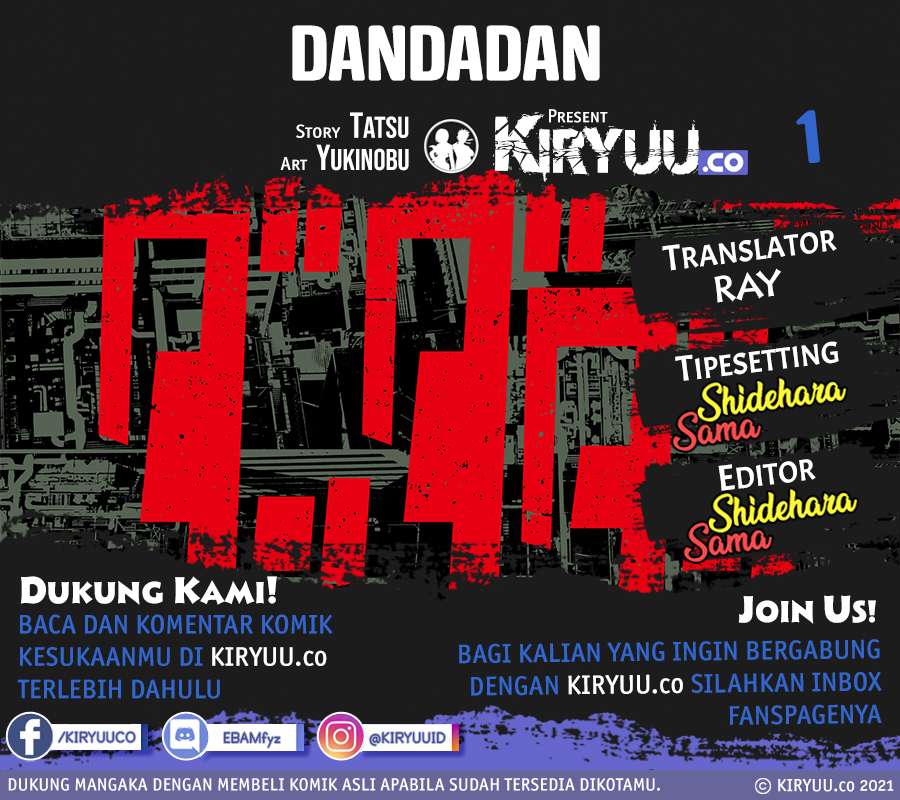 DANDADAN
STORY TATSU
ART YUKINOBU
PRESENT
KIRYUU.CO
1
TRANSLATOR
RAY
TIPESETTING
Shidehara
Sama
EDITOR
Shidehara
Sama
DUKUNG KAMI!
BACA DAN KOMENTAR KOMIK
KESUKAANMU DI KIRYUU.CO
TERLEBIH DAHULU
JOIN US!
BAGI KALIAN YANG INGIN BERGABUNG
DENGAN KIRYUU.CO SILAHKAN INBOX
FANSPAGENYA
/KIRYUUCO
EBAMfyz
@KIRYUUID
DUKUNG MANGAKA DENGAN MEMBELI KOMIK ASLI APABILA SUDAH TERSEDIA DIKOTAMU.
© KIRYUU.CO 2021